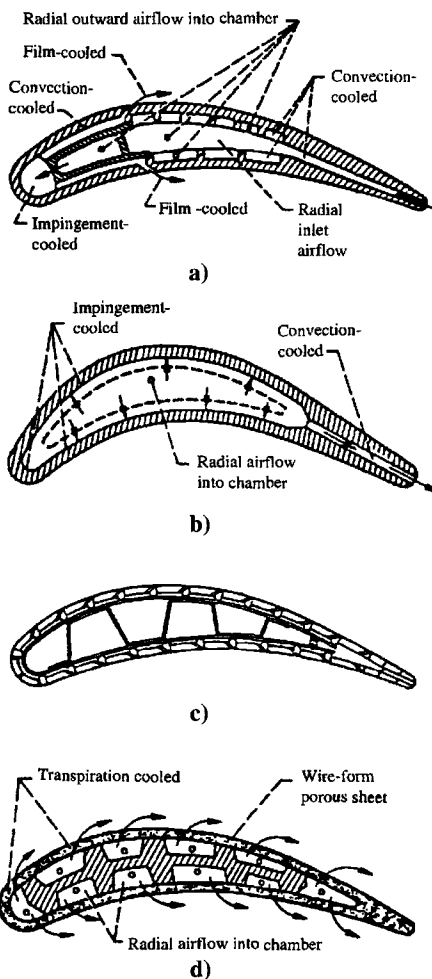 Radial outward airflow into chamber
Film-cooled
Convection-
cooled
Convection-
cooled
Impingement-
cooled
Film -cooled
Radial
inlet
airflow
a)
Impingement-
cooled
Convection-
cooled
Radial airflow
into chamber
b)
c)
Transpiration cooled
Wire-form
porous sheet
Radial airflow into chamber
d)